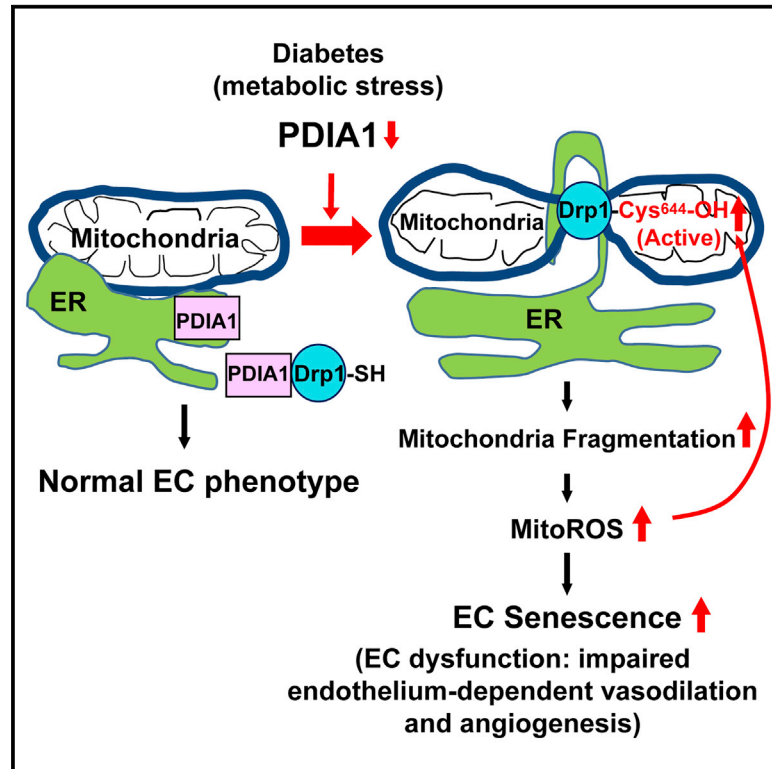 Diabetes
(metabolic stress)
PDIA1
Mitochondria
ER
PDIA1
PDIA1 Drp1-SH
Normal EC phenotype
Mitochondria Drp1-Cys⁶⁴⁴-OH
(Active)
ER
Mitochondria Fragmentation
MitoROS
EC Senescence
(EC dysfunction: impaired
endothelium-dependent vasodilation
and angiogenesis)